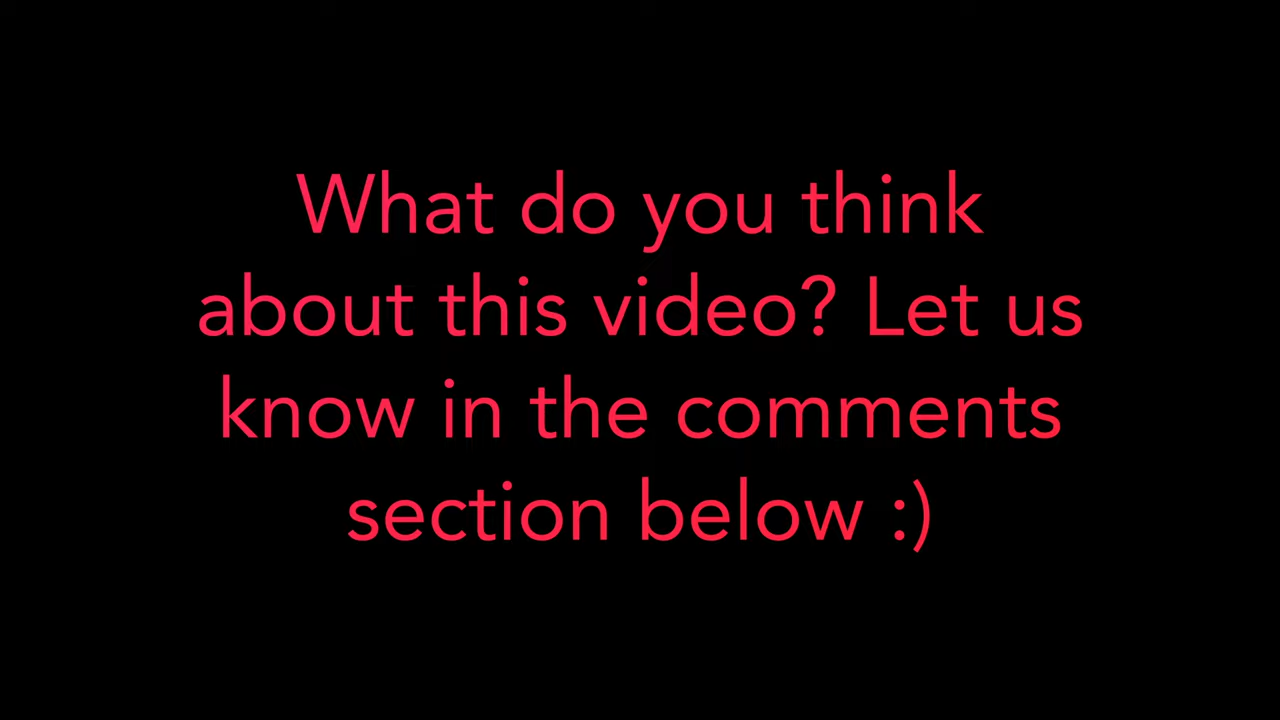 What do you think
about this video? Let us
know in the comments
section below :)